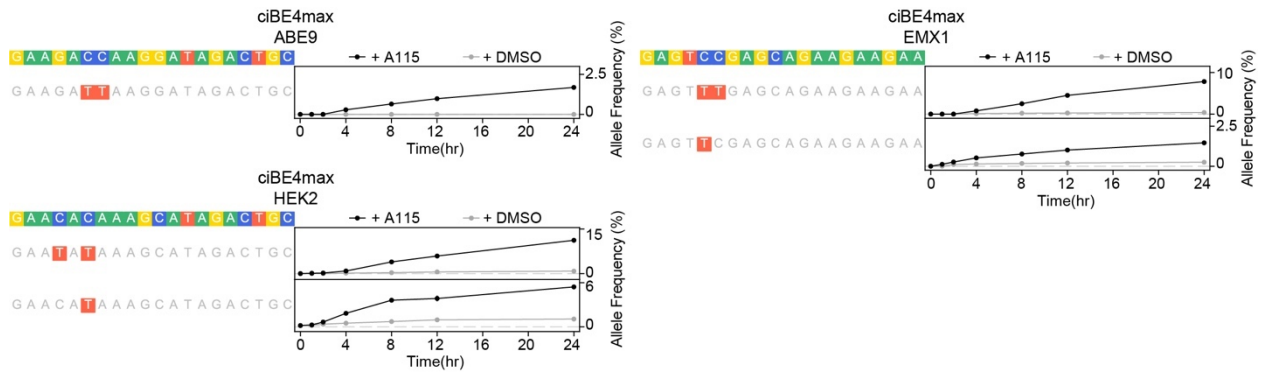 ciBE4max
ABE9
GAAGACCAAGGATAGACTGC
+ A115 + DMSO
GAAGATTAAGGATAGACTGC
2.5
0
Allele Frequency (%)
0 4 8 12 16 20 24
Time(hr)
ciBE4max
HEK2
GAACACAAAGCATAGACTGC
+ A115 + DMSO
GAATATAAAGCATAGACTGC
15
0
GAACATAAAGCATAGACTGC
6
0
Allele Frequency (%)
0 4 8 12 16 20 24
Time(hr)
ciBE4max
EMX1
GAGTCCGAGCAGAAGAAGAA
+ A115 + DMSO
GAGTTTGAGCAGAAGAAGAA
10
0
GAGTTCGAGCAGAAGAAGAA
2.5
0
Allele Frequency (%)
0 4 8 12 16 20 24
Time(hr)